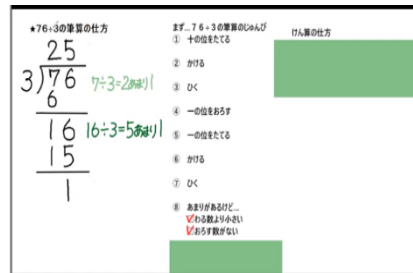 ★76÷3の筆算の仕方
25
3)76
7÷3=2あまり1
6
16
16÷3=5あまり1
15
1
まず…76÷3の筆算のじゅんび
① 十の位をたてる
② かける
③ ひく
④ 一の位をおろす
⑤ 一の位をたてる
⑥ かける
⑦ ひく
⑧ あまりがあるけど…
わる数より小さい
おろす数がない
けん算の仕方